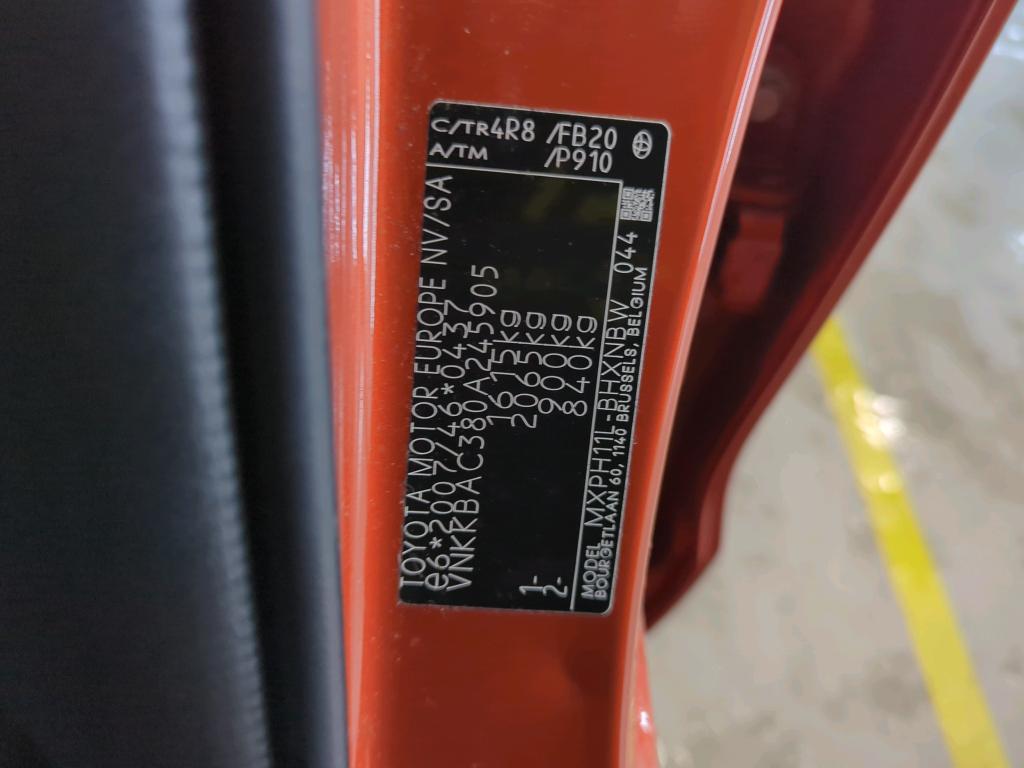 TOYOTA MOTOR EUROPE NV/SA
e6*2007/46*0437
VNKKBAC380A245905
1615kg
2065kg
1- 900kg
2- 840kg
MODEL MXPH11L-BHXNBW 044
BOURGETLAAN 60, 1140 BRUSSELS, BELGIUM
C/TR4R8 /FB20
A/TM /P910